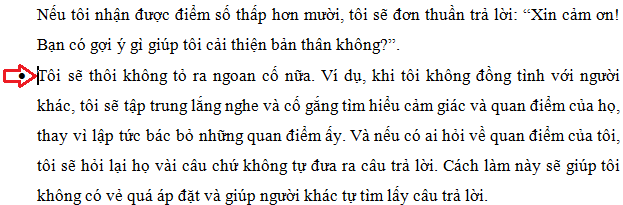 Nếu tôi nhận được điểm số thấp hơn mười, tôi sẽ đơn thuần trả lời: “Xin cảm ơn!
Bạn có gợi ý gì giúp tôi cải thiện bản thân không?”.
• Tôi sẽ thôi không tỏ ra ngoan cố nữa. Ví dụ, khi tôi không đồng tình với người
khác, tôi sẽ tập trung lắng nghe và cố gắng tìm hiểu cảm giác và quan điểm của họ,
thay vì lập tức bác bỏ những quan điểm ấy. Và nếu có ai hỏi về quan điểm của tôi,
tôi sẽ hỏi lại họ vài câu chứ không tự đưa ra câu trả lời. Cách làm này sẽ giúp tôi
không có vẻ quá áp đặt và giúp người khác tự tìm lấy câu trả lời.